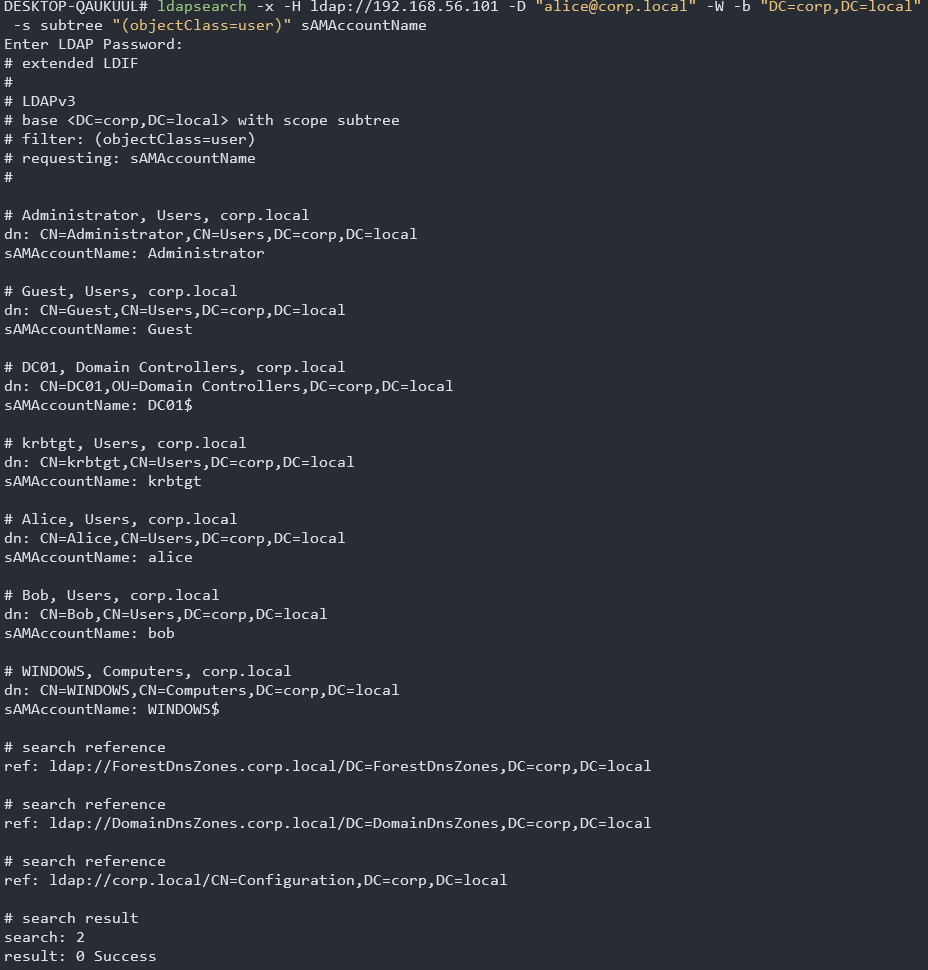 DESKTOP-QAUKUUL# ldapsearch -x -H ldap://192.168.56.101 -D "alice@corp.local" -W -b "DC=corp,DC=local"
 -s subtree "(objectClass=user)" sAMAccountName
Enter LDAP Password:
# extended LDIF
#
# LDAPv3
# base <DC=corp,DC=local> with scope subtree
# filter: (objectClass=user)
# requesting: sAMAccountName
#

# Administrator, Users, corp.local
dn: CN=Administrator,CN=Users,DC=corp,DC=local
sAMAccountName: Administrator

# Guest, Users, corp.local
dn: CN=Guest,CN=Users,DC=corp,DC=local
sAMAccountName: Guest

# DC01, Domain Controllers, corp.local
dn: CN=DC01,OU=Domain Controllers,DC=corp,DC=local
sAMAccountName: DC01$

# krbtgt, Users, corp.local
dn: CN=krbtgt,CN=Users,DC=corp,DC=local
sAMAccountName: krbtgt

# Alice, Users, corp.local
dn: CN=Alice,CN=Users,DC=corp,DC=local
sAMAccountName: alice

# Bob, Users, corp.local
dn: CN=Bob,CN=Users,DC=corp,DC=local
sAMAccountName: bob

# WINDOWS, Computers, corp.local
dn: CN=WINDOWS,CN=Computers,DC=corp,DC=local
sAMAccountName: WINDOWS$

# search reference
ref: ldap://ForestDnsZones.corp.local/DC=ForestDnsZones,DC=corp,DC=local

# search reference
ref: ldap://DomainDnsZones.corp.local/DC=DomainDnsZones,DC=corp,DC=local

# search reference
ref: ldap://corp.local/CN=Configuration,DC=corp,DC=local

# search result
search: 2
result: 0 Success